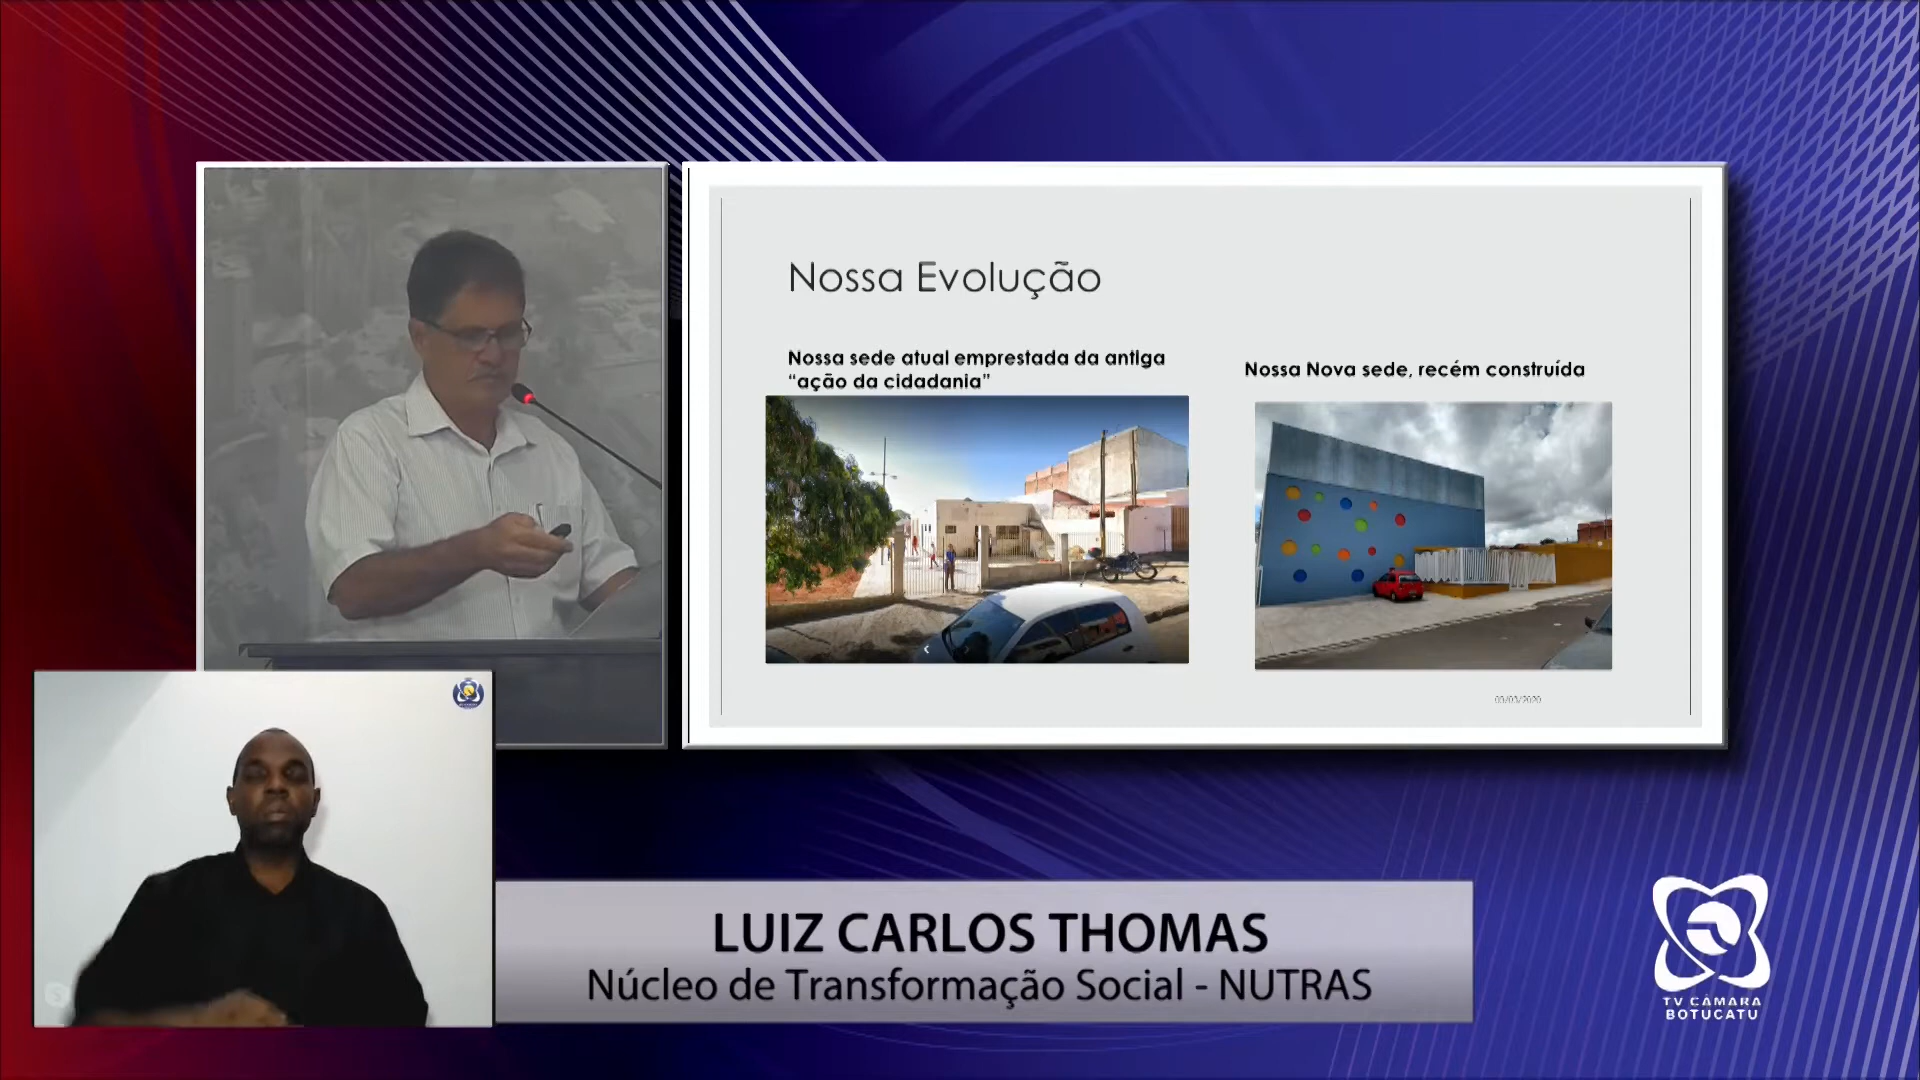 Nossa Evolução
Nossa sede atual emprestada da antiga
“ação da cidadania”
Nossa Nova sede, recém construída
LUIZ CARLOS THOMAS
Núcleo de Transformação Social - NUTRAS
TV CÂMARA
BOTUCATU